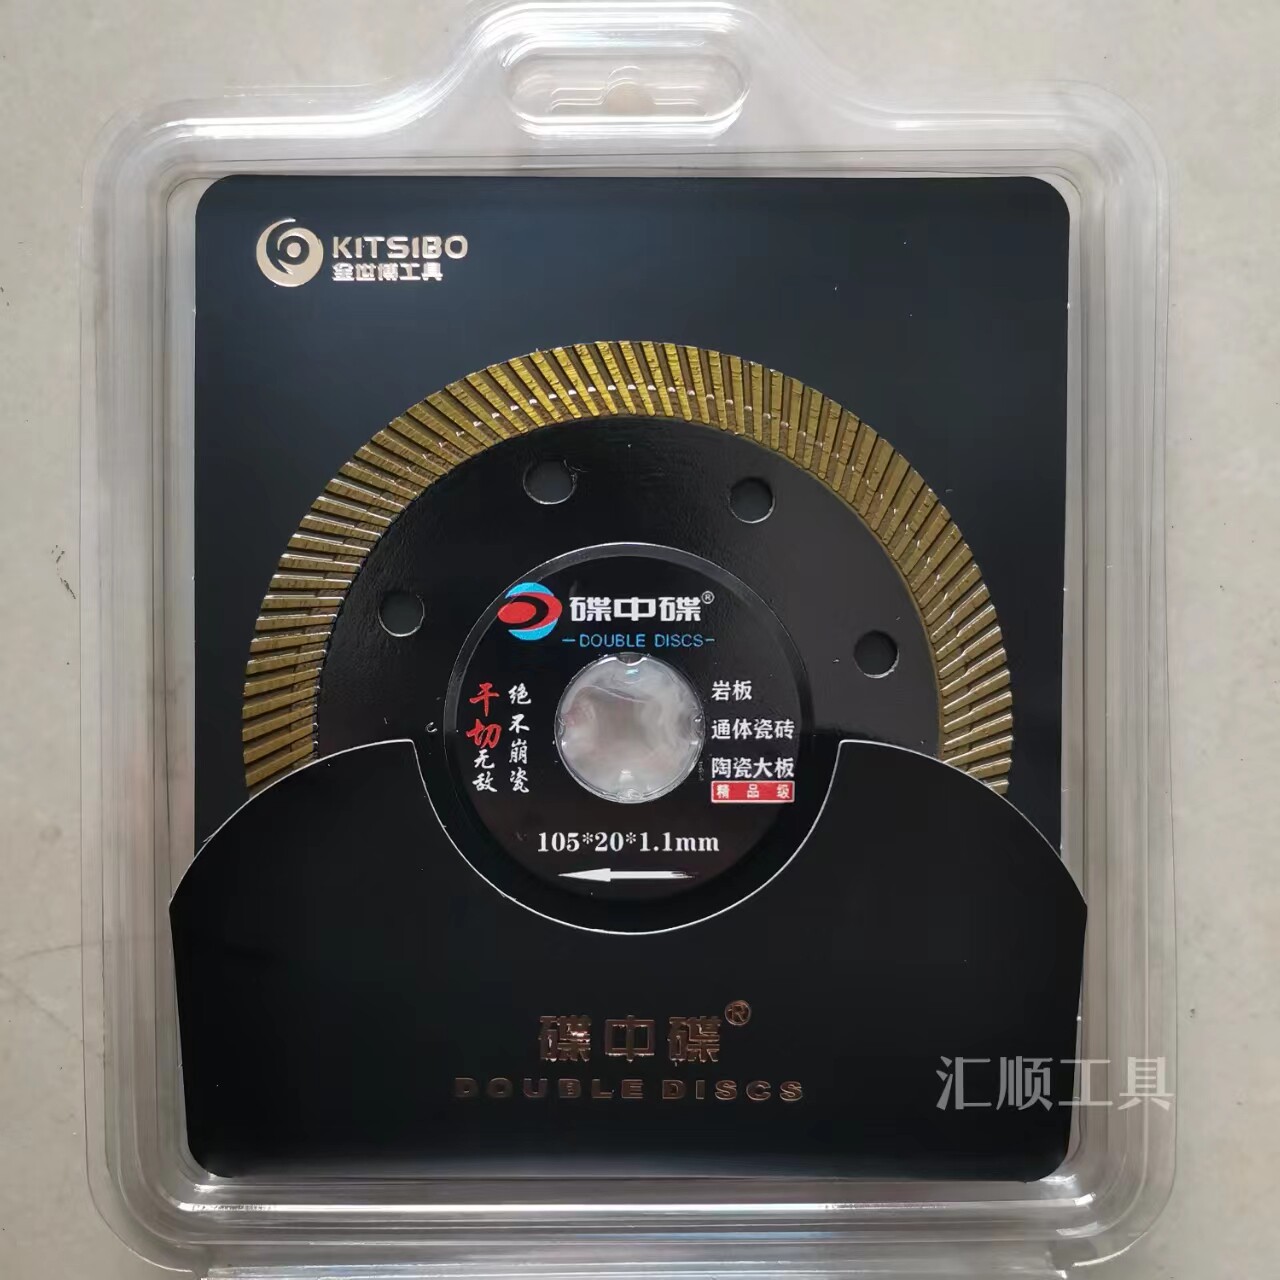 KITSIBO
金世博工具
碟中碟®
DOUBLE DISCS
干切无敌
绝不崩瓷
岩板
通体瓷砖
陶瓷大板
精品级
105*20*1.1mm
碟中碟®
DOUBLE DISCS
汇顺工具